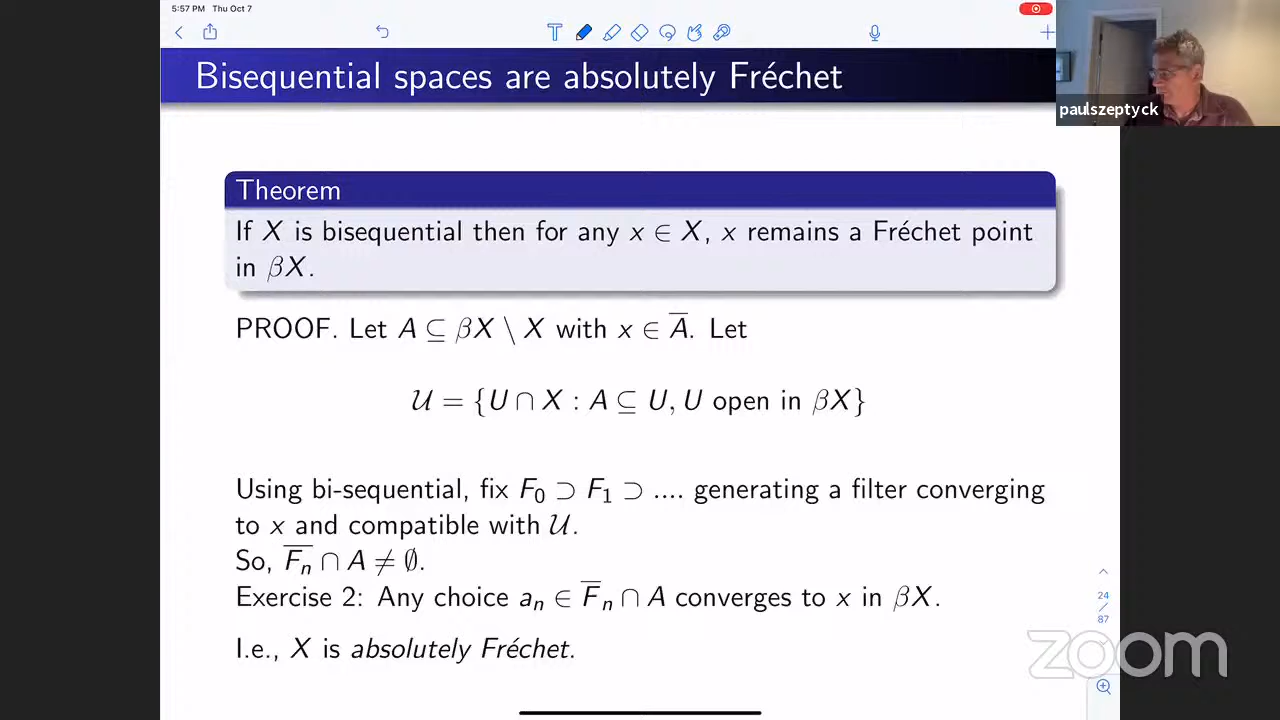 5:57 PM Thu Oct 7
Bisequential spaces are absolutely Fréchet
paulszeptyck
Theorem
If X is bisequential then for any x ∈ X, x remains a Fréchet point
in βX.
PROOF. Let A ⊆ βX \ X with x ∈ A̅. Let
𝒰 = {U ∩ X : A ⊆ U, U open in βX}
Using bi-sequential, fix F₀ ⊃ F₁ ⊃ .... generating a filter converging
to x and compatible with 𝒰.
So, F̅ₙ ∩ A ≠ ∅.
Exercise 2: Any choice aₙ ∈ F̅ₙ ∩ A converges to x in βX.
I.e., X is absolutely Fréchet.
24
/
87
zoom